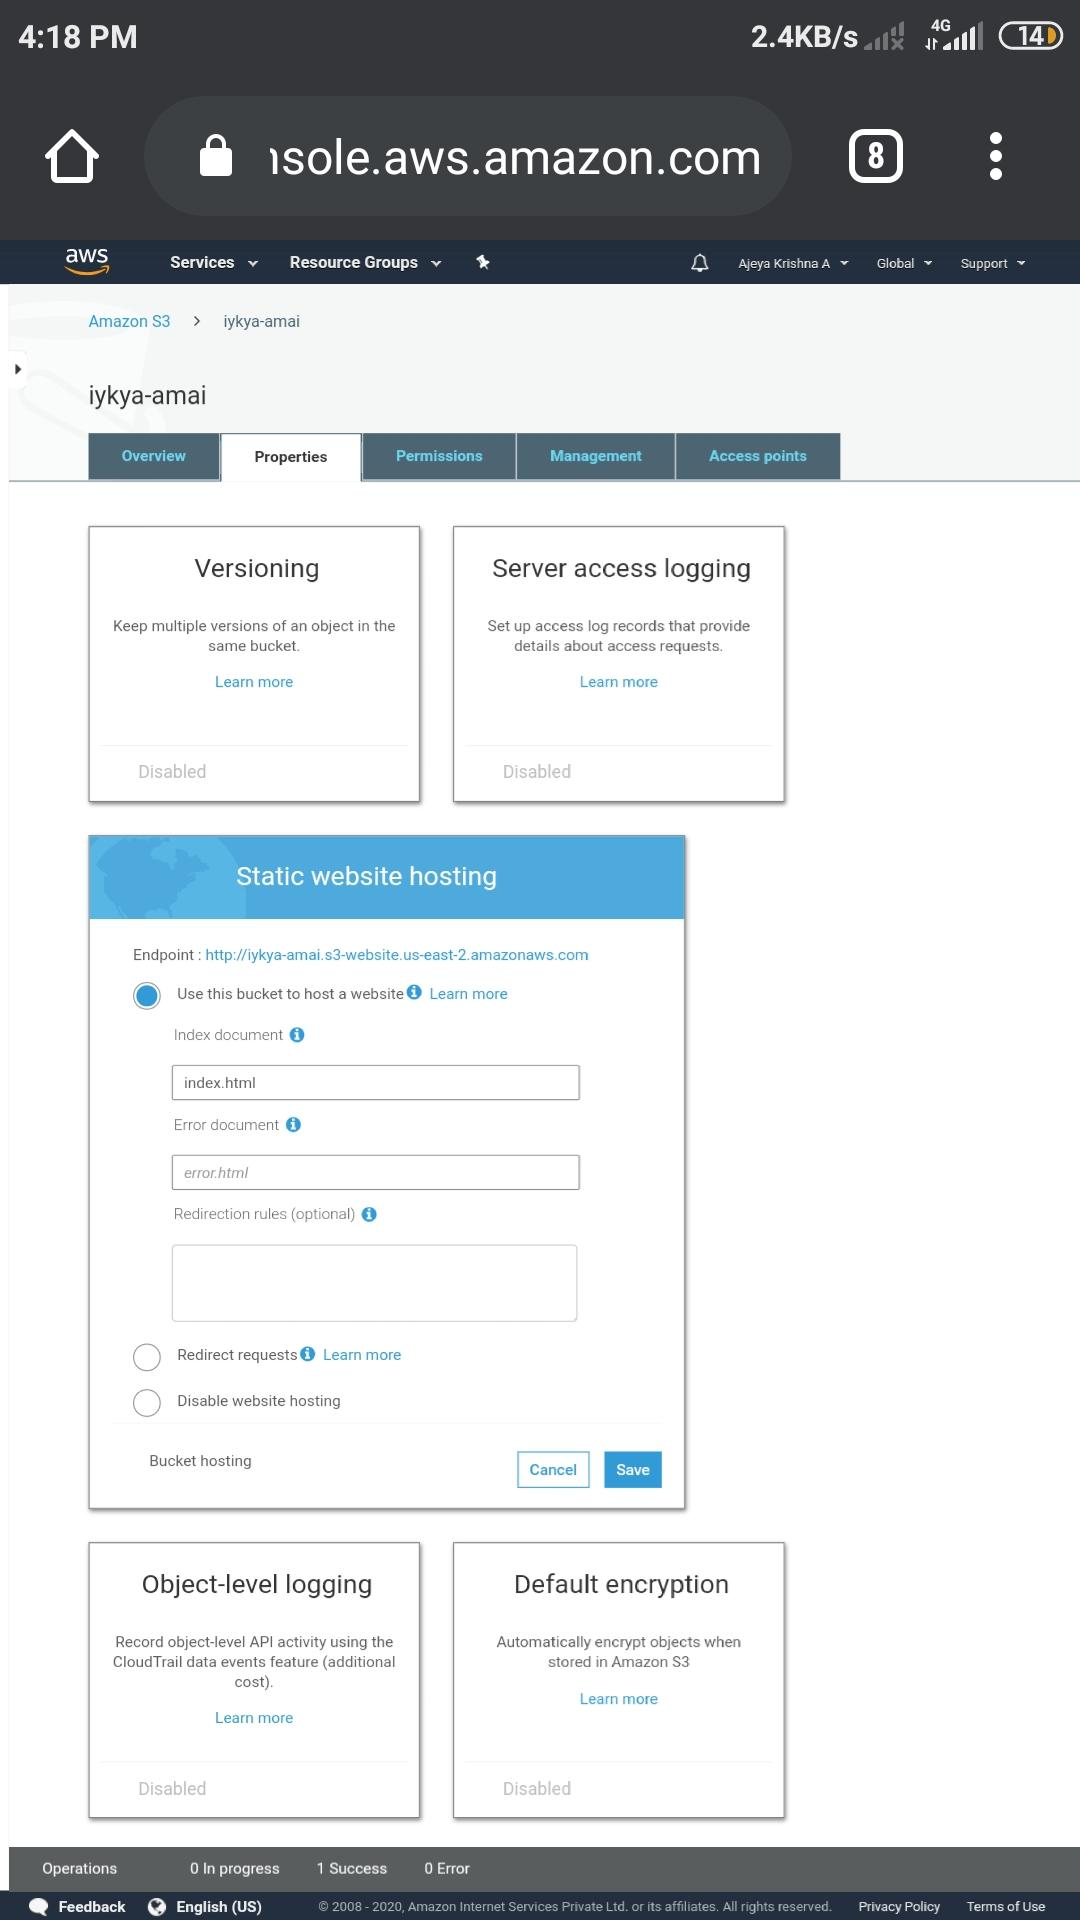 4:18 PM 2.4KB/s 4G 14
nsole.aws.amazon.com 8
aws Services Resource Groups Ajeya Krishna A Global Support
Amazon S3 > iykya-amai
iykya-amai
Overview Properties Permissions Management Access points
Versioning
Keep multiple versions of an object in the
same bucket.
Learn more
Disabled
Server access logging
Set up access log records that provide
details about access requests.
Learn more
Disabled
Static website hosting
Endpoint : http://iykya-amai.s3-website.us-east-2.amazonaws.com
Use this bucket to host a website Learn more
Index document
index.html
Error document
error.html
Redirection rules (optional)
Redirect requests Learn more
Disable website hosting
Bucket hosting Cancel Save
Object-level logging
Record object-level API activity using the
CloudTrail data events feature (additional
cost).
Learn more
Disabled
Default encryption
Automatically encrypt objects when
stored in Amazon S3
Learn more
Disabled
Operations 0 In progress 1 Success 0 Error
Feedback English (US) © 2008 - 2020, Amazon Internet Services Private Ltd. or its affiliates. All rights reserved. Privacy Policy Terms of Use